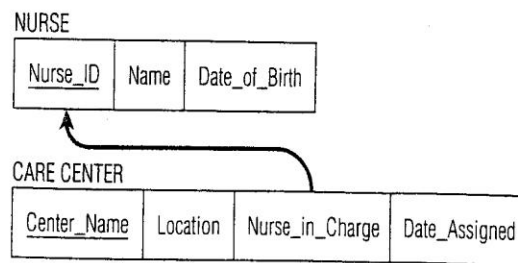 NURSE
Nurse_ID Name Date_of_Birth
CARE CENTER
Center_Name Location Nurse_in_Charge Date_Assigned